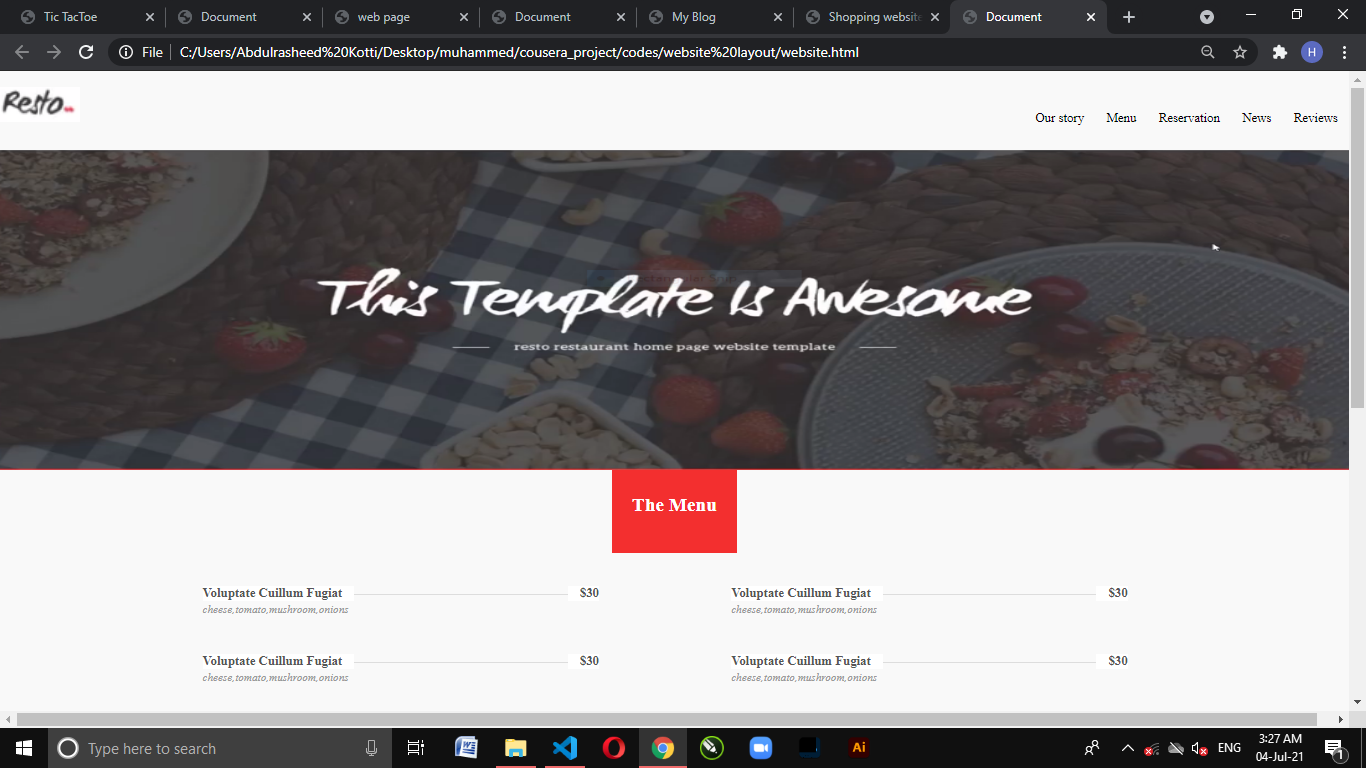 Tic TacToe
Document
web page
Document
My Blog
Shopping website
Document
File
C:/Users/Abdulrasheed%20Kotti/Desktop/muhammed/cousera_project/codes/website%20layout/website.html
H
Resto
Our story Menu Reservation News Reviews
This Template Is Awesome
resto restaurant home page website template
The Menu
Voluptate Cuillum Fugiat $30 Voluptate Cuillum Fugiat $30
cheese,tomato,mushroom,onions cheese,tomato,mushroom,onions
Voluptate Cuillum Fugiat $30 Voluptate Cuillum Fugiat $30
cheese,tomato,mushroom,onions cheese,tomato,mushroom,onions
Type here to search
W
Ai
ENG
3:27 AM
04-Jul-21
1